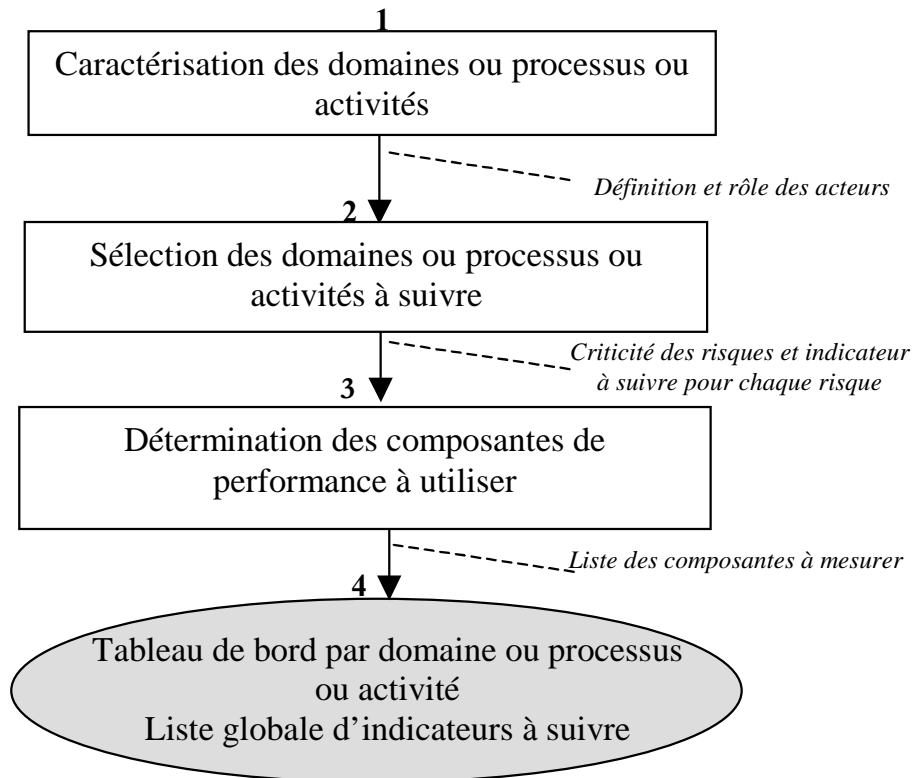 1
Caractérisation des domaines ou processus ou
activités
Définition et rôle des acteurs
2
Sélection des domaines ou processus ou
activités à suivre
Criticité des risques et indicateur
à suivre pour chaque risque
3
Détermination des composantes de
performance à utiliser
Liste des composantes à mesurer
4
Tableau de bord par domaine ou processus
ou activité
Liste globale d’indicateurs à suivre